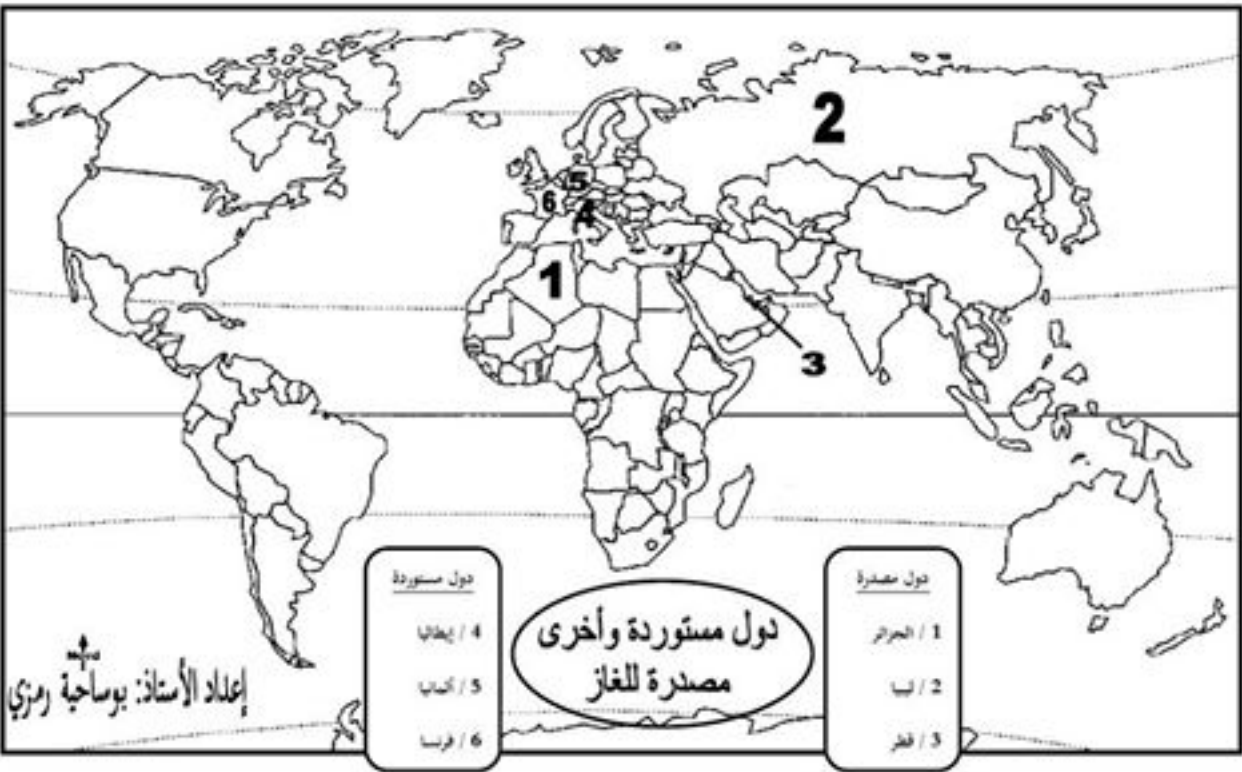 2
5
6
4
1
3
دول مصدرة
1 / الجزائر
2 / ليبيا
3 / قطر
دول مستوردة وأخرى
مصدرة للغاز
دول مستوردة
4 / إيطاليا
5 / ألمانيا
6 / فرنسا
إعداد الأستاذ: بوساحية رمزي